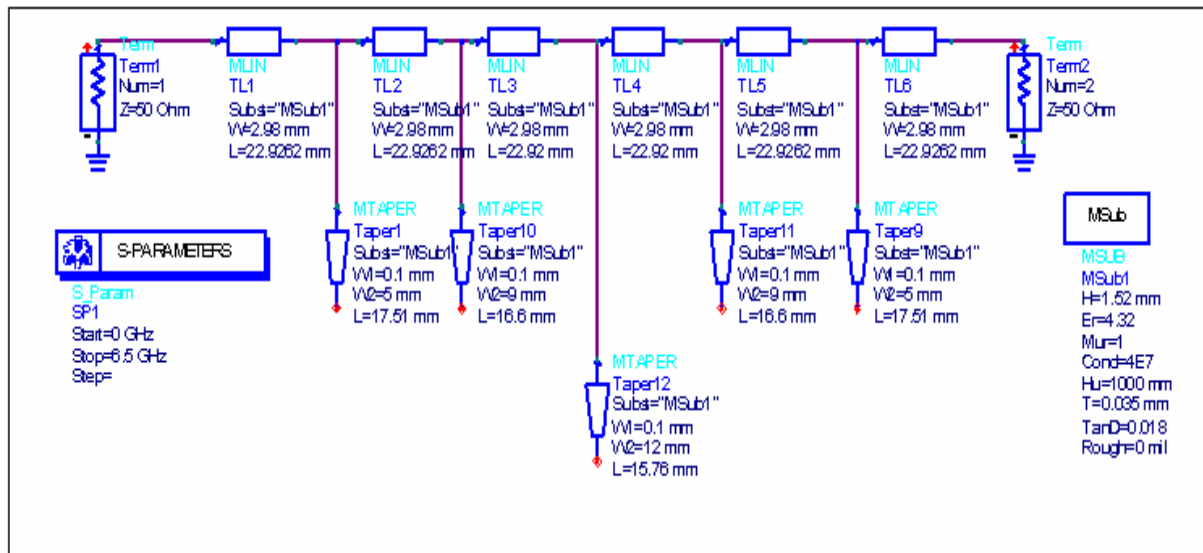 Term
Term1
Num=1
Z=50 Ohm
MLIN
TL1
Subst="MSub1"
W=2.98 mm
L=22.9262 mm
MLIN
TL2
Subst="MSub1"
W=2.98 mm
L=22.9262 mm
MLIN
TL3
Subst="MSub1"
W=2.98 mm
L=22.92 mm
MLIN
TL4
Subst="MSub1"
W=2.98 mm
L=22.92 mm
MLIN
TL5
Subst="MSub1"
W=2.98 mm
L=22.9262 mm
MLIN
TL6
Subst="MSub1"
W=2.98 mm
L=22.9262 mm
Term
Term2
Num=2
Z=50 Ohm
S-PARAMETERS
S_Param
SP1
Start=0 GHz
Stop=6.5 GHz
Step=
MTAPER
Taper1
Subst="MSub1"
W1=0.1 mm
W2=5 mm
L=17.51 mm
MTAPER
Taper10
Subst="MSub1"
W1=0.1 mm
W2=9 mm
L=16.6 mm
MTAPER
Taper11
Subst="MSub1"
W1=0.1 mm
W2=9 mm
L=16.6 mm
MTAPER
Taper9
Subst="MSub1"
W1=0.1 mm
W2=5 mm
L=17.51 mm
MTAPER
Taper12
Subst="MSub1"
W1=0.1 mm
W2=12 mm
L=15.76 mm
MSub
MSUB
MSub1
H=1.52 mm
Er=4.32
Mur=1
Cond=4E7
Hu=1000 mm
T=0.035 mm
TanD=0.018
Rough=0 mil